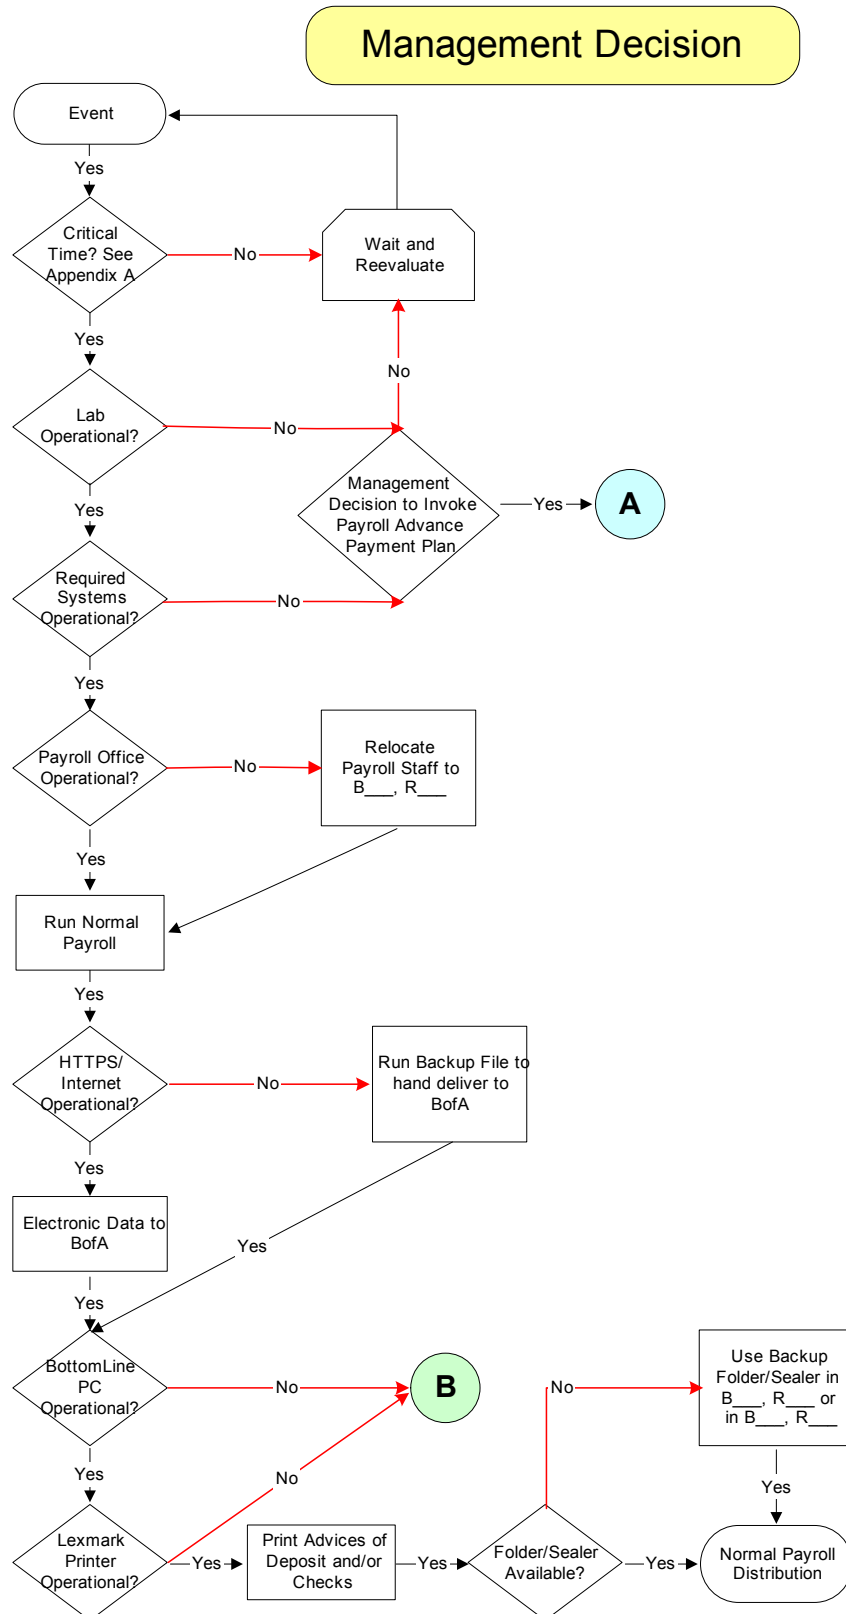 Management Decision
Event
Yes
Critical
Time? See
Appendix A
No
Wait and
Reevaluate
Yes
No
Lab
Operational?
No
Management
Decision to Invoke
Payroll Advance
Payment Plan
Yes
A
Yes
Required
Systems
Operational?
No
Yes
Payroll Office
Operational?
No
Relocate
Payroll Staff to
B___, R___
Yes
Run Normal
Payroll
Yes
HTTPS/
Internet
Operational?
No
Run Backup File to
hand deliver to
BofA
Yes
Electronic Data to
BofA
Yes
Yes
BottomLine
PC
Operational?
No
B
No
Use Backup
Folder/Sealer in
B___, R___ or
in B___, R___
Yes
No
Yes
Lexmark
Printer
Operational?
Yes
Print Advices of
Deposit and/or
Checks
Yes
Folder/Sealer
Available?
Yes
Normal Payroll
Distribution